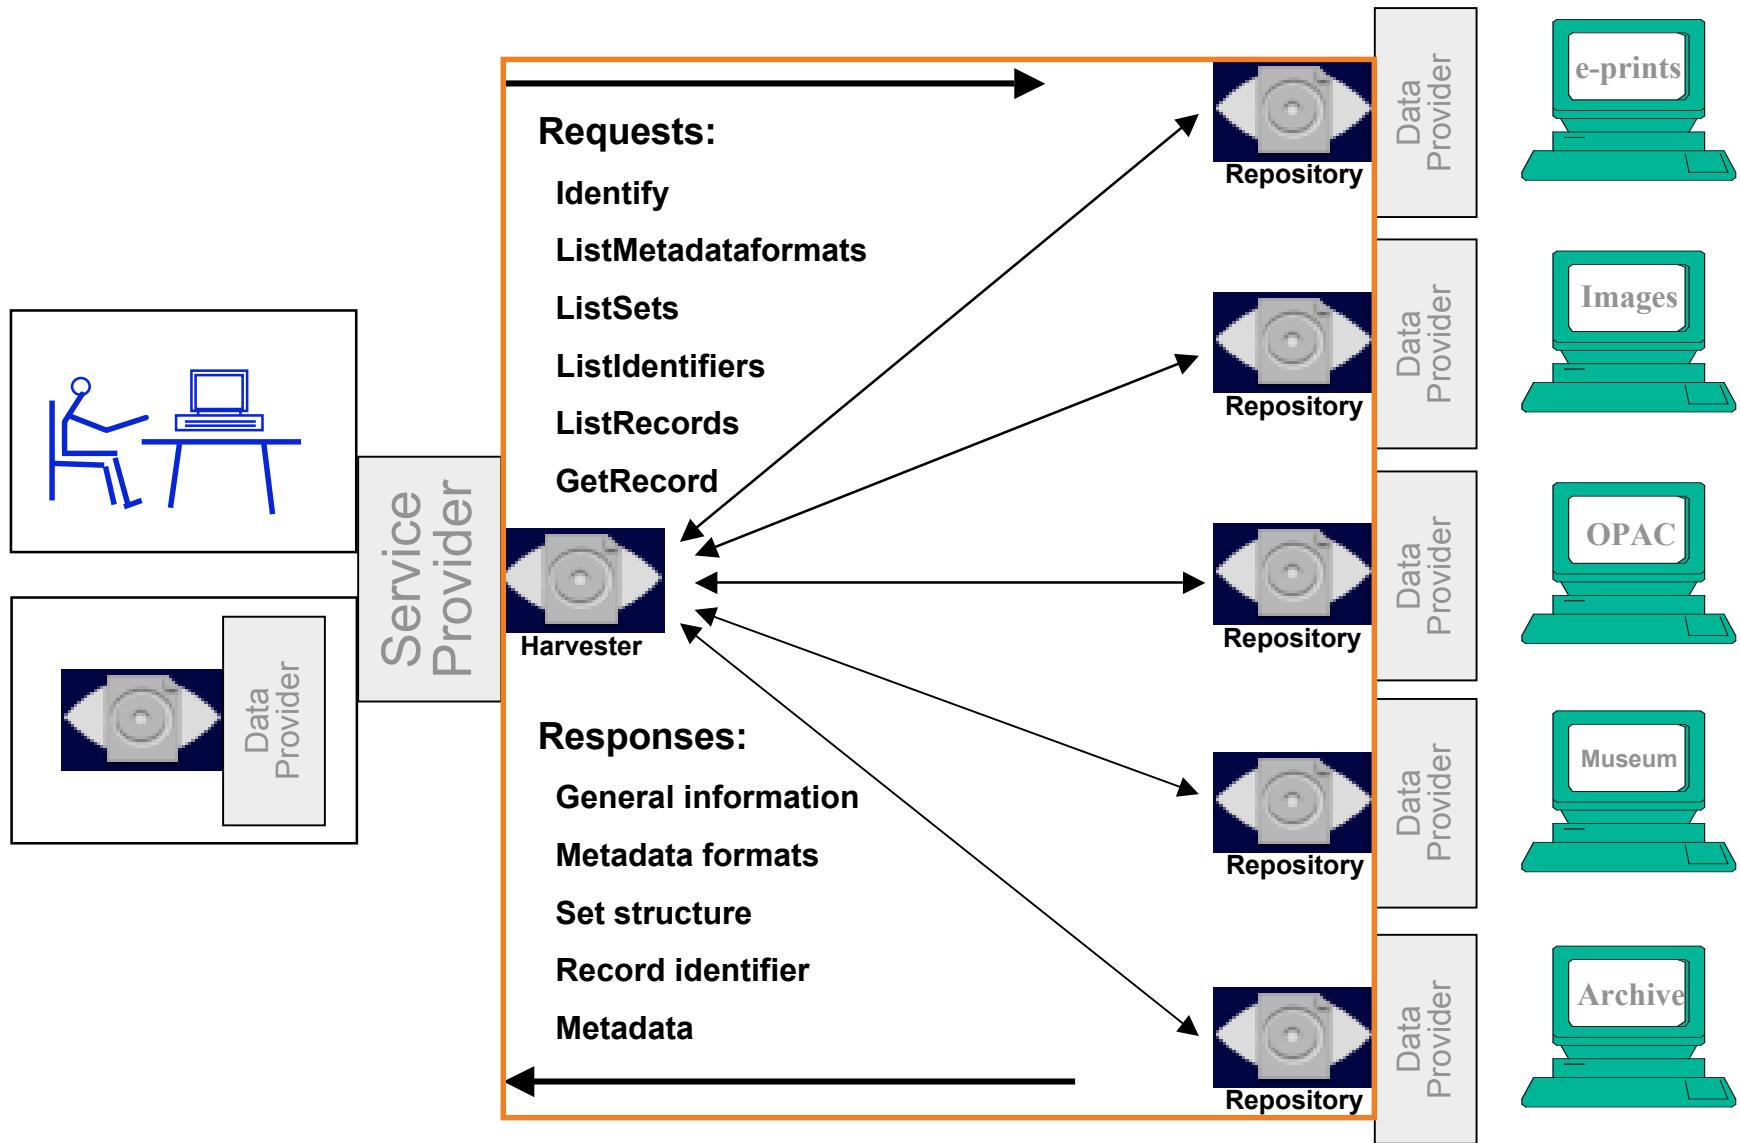 Requests:
Identify
ListMetadataformats
ListSets
ListIdentifiers
ListRecords
GetRecord
Service
Provider
Harvester
Data
Provider
Responses:
General information
Metadata formats
Set structure
Record identifier
Metadata
Repository
Data
Provider
e-prints
Repository
Data
Provider
Images
Repository
Data
Provider
OPAC
Repository
Data
Provider
Museum
Repository
Data
Provider
Archive